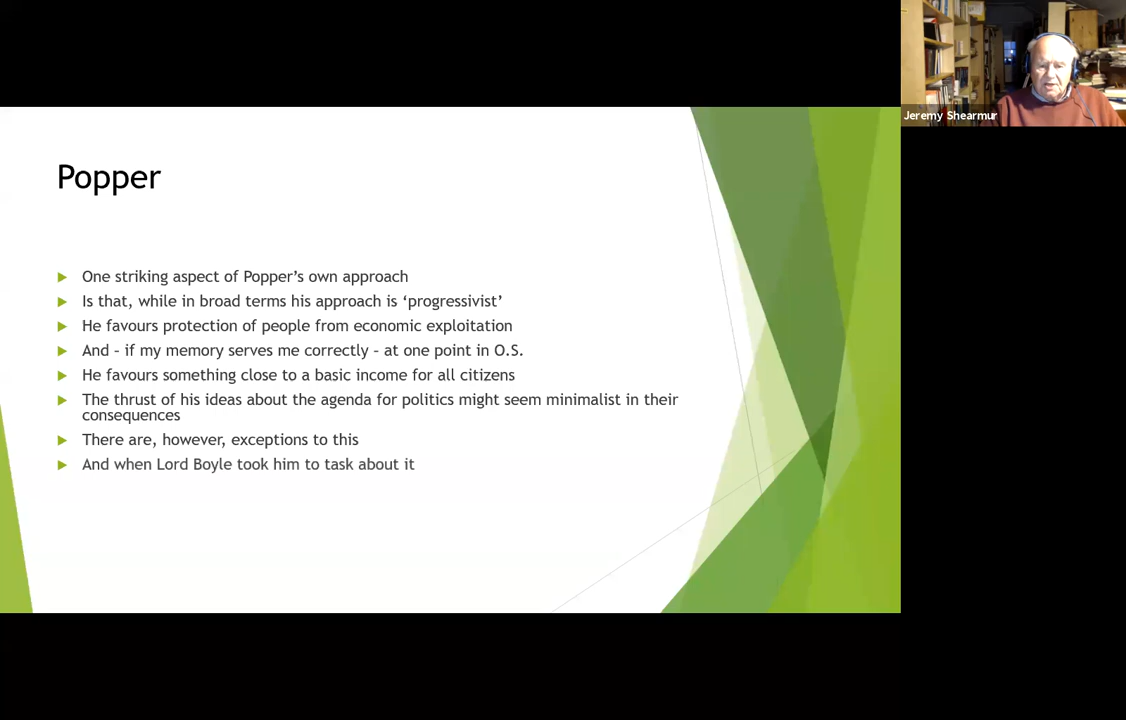 Jeremy Shearmur
Popper
One striking aspect of Popper’s own approach
Is that, while in broad terms his approach is ‘progressivist’
He favours protection of people from economic exploitation
And – if my memory serves me correctly – at one point in O.S.
He favours something close to a basic income for all citizens
The thrust of his ideas about the agenda for politics might seem minimalist in their
consequences
There are, however, exceptions to this
And when Lord Boyle took him to task about it